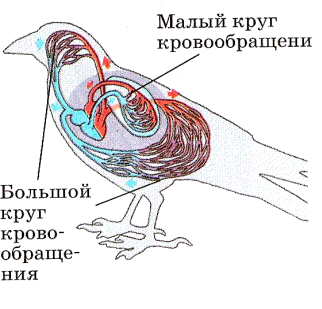 Малый круг
кровообращени
Большой
круг
крово-
обраще-
ния